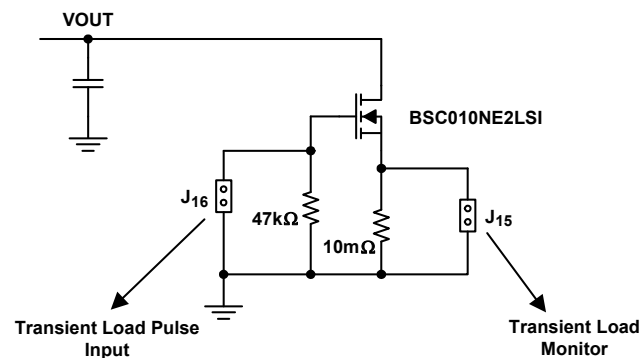 VOUT
BSC010NE2LSI
J16
47kΩ
10mΩ
J15
Transient Load Pulse
Input
Transient Load
Monitor